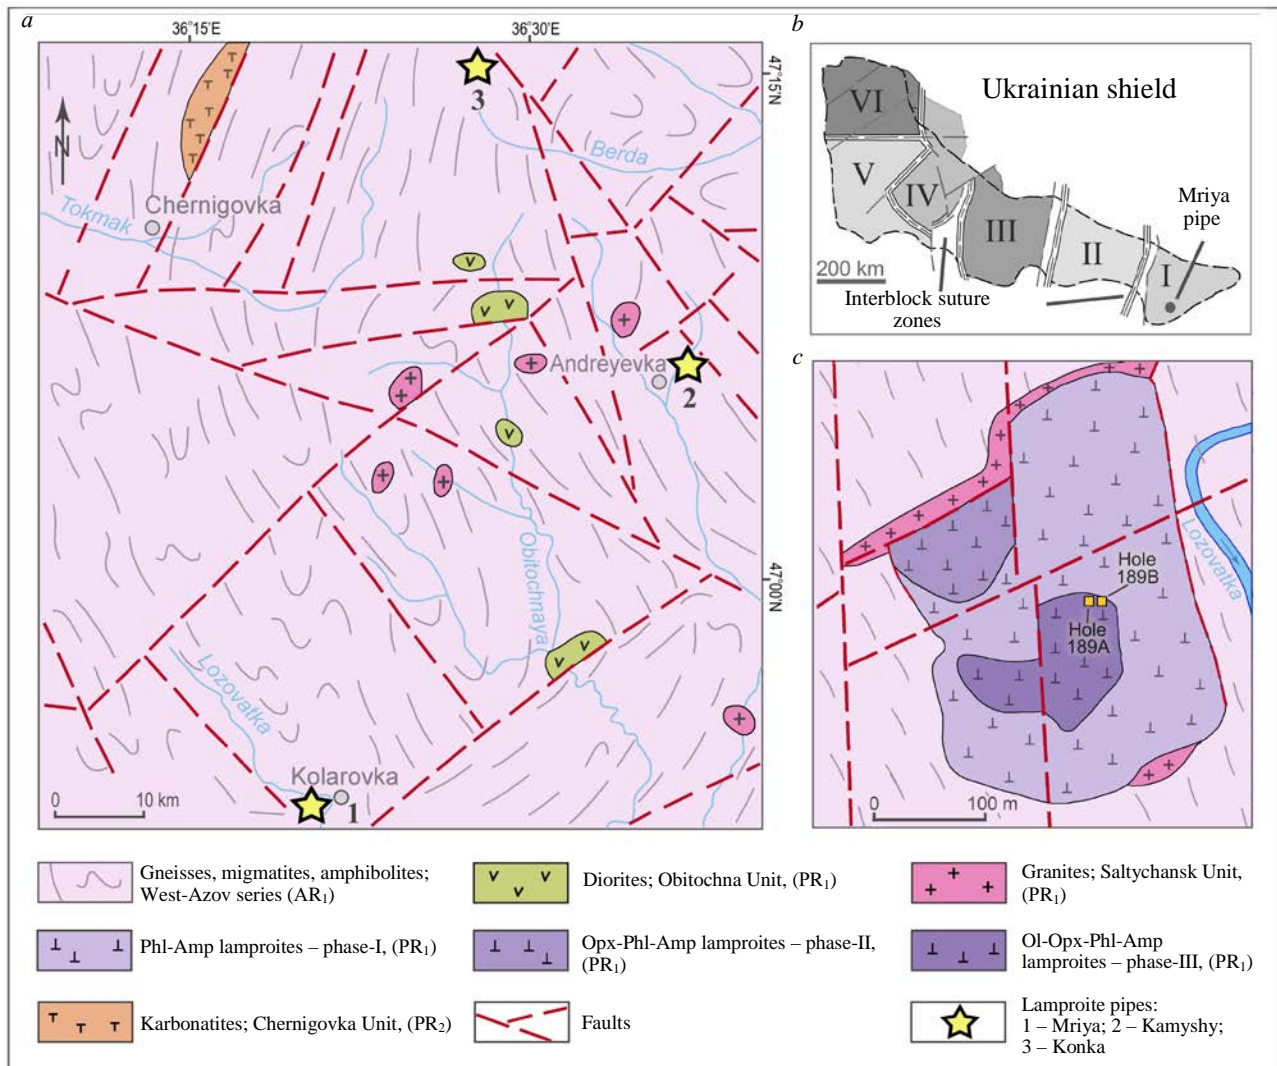 a
36°15'E
36°30'E
47°15'N
3
N
Berda
Tokmak
Chernigovka
Andreyevka
2
Obitochnaya
47°00'N
Lozovatka
Kolarovka
1
0 10 km
b
Ukrainian shield
VI
V
IV
III
II
I
Mriya
pipe
200 km
Interblock suture
zones
c
Lozovatka
Hole
189B
Hole
189A
0 100 m
Gneisses, migmatites, amphibolites;
West-Azov series (AR₁)
Diorites; Obitochna Unit, (PR₁)
Granites; Saltychansk Unit,
(PR₁)
Phl-Amp lamproites – phase-I, (PR₁)
Opx-Phl-Amp lamproites – phase-II,
(PR₁)
Ol-Opx-Phl-Amp
lamproites – phase-III, (PR₁)
Karbonatites; Chernigovka Unit, (PR₂)
Faults
Lamproite pipes:
1 – Mriya; 2 – Kamyshy;
3 – Konka